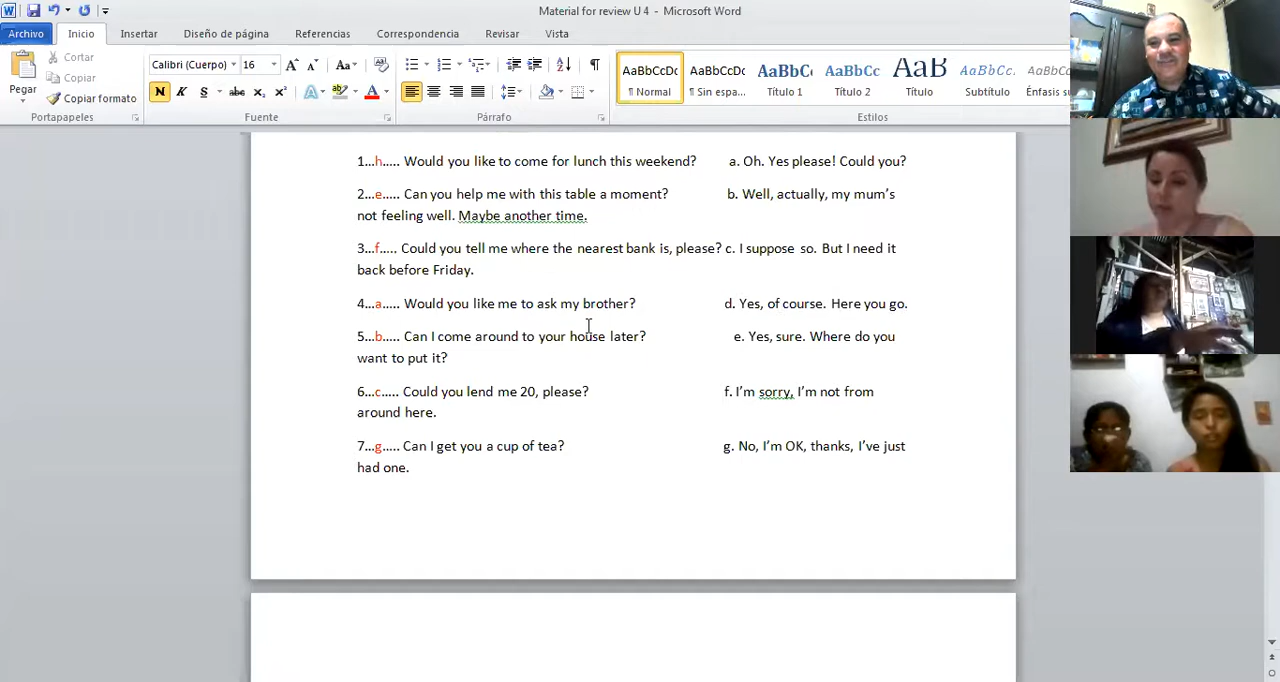 Material for review U 4 - Microsoft Word
Archivo Inicio Insertar Diseño de página Referencias Correspondencia Revisar Vista
Pegar Cortar
Copiar
Copiar formato
Portapapeles
Calibri (Cuerpo) 16
N K S abc x₂ x²
Fuente
Párrafo
AaBbCcDc AaBbCcDc AaBbC AaBbCc AaB AaBbCc. AaBbCc
¶ Normal ¶ Sin espa... Título 1 Título 2 Título Subtítulo Énfasis su
Estilos
1...h..... Would you like to come for lunch this weekend? a. Oh. Yes please! Could you?
2...e..... Can you help me with this table a moment? b. Well, actually, my mum’s
not feeling well. Maybe another time.
3...f..... Could you tell me where the nearest bank is, please? c. I suppose so. But I need it
back before Friday.
4...a..... Would you like me to ask my brother? d. Yes, of course. Here you go.
5...b..... Can I come around to your house later? e. Yes, sure. Where do you
want to put it?
6...c..... Could you lend me 20, please? f. I’m sorry, I’m not from
around here.
7...g..... Can I get you a cup of tea? g. No, I’m OK, thanks, I’ve just
had one.